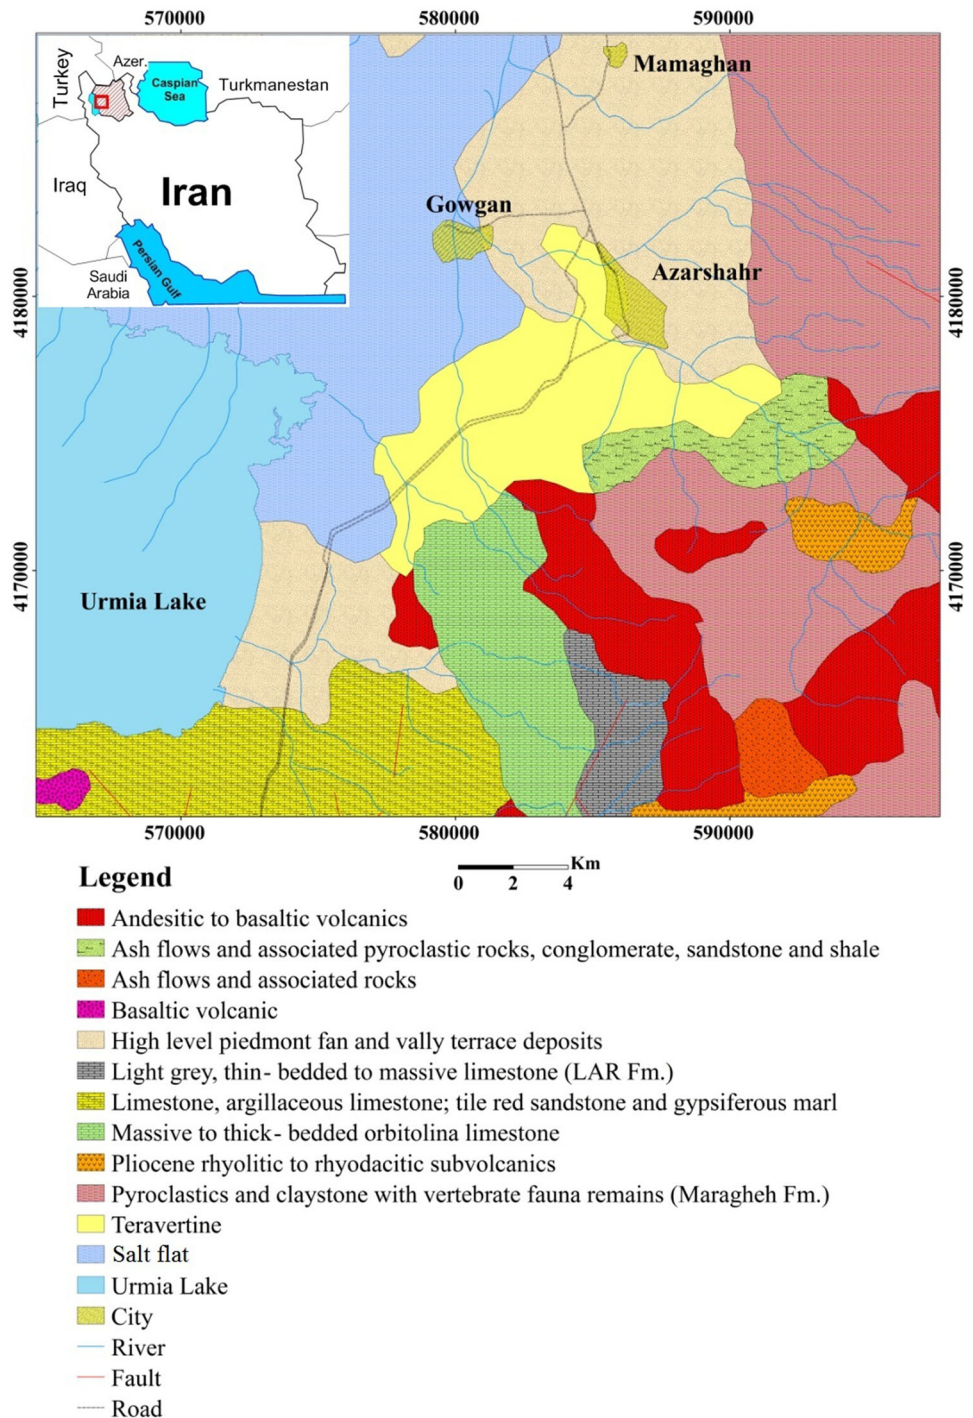 570000 580000 590000
Turkey
Azer.
Caspian
Sea
Turkmanestan
Iraq
Iran
Persian Gulf
Saudi
Arabia
Mamaghan
Gowgan
Azarshahr
4180000
4180000
4170000
4170000
Urmia Lake
570000 580000 590000
Legend
Km
0 2 4
Andesitic to basaltic volcanics
Ash flows and associated pyroclastic rocks, conglomerate, sandstone and shale
Ash flows and associated rocks
Basaltic volcanic
High level piedmont fan and vally terrace deposits
Light grey, thin- bedded to massive limestone (LAR Fm.)
Limestone, argillaceous limestone; tile red sandstone and gypsiferous marl
Massive to thick- bedded orbitolina limestone
Pliocene rhyolitic to rhyodacitic subvolcanics
Pyroclastics and claystone with vertebrate fauna remains (Maragheh Fm.)
Teravertine
Salt flat
Urmia Lake
City
River
Fault
Road